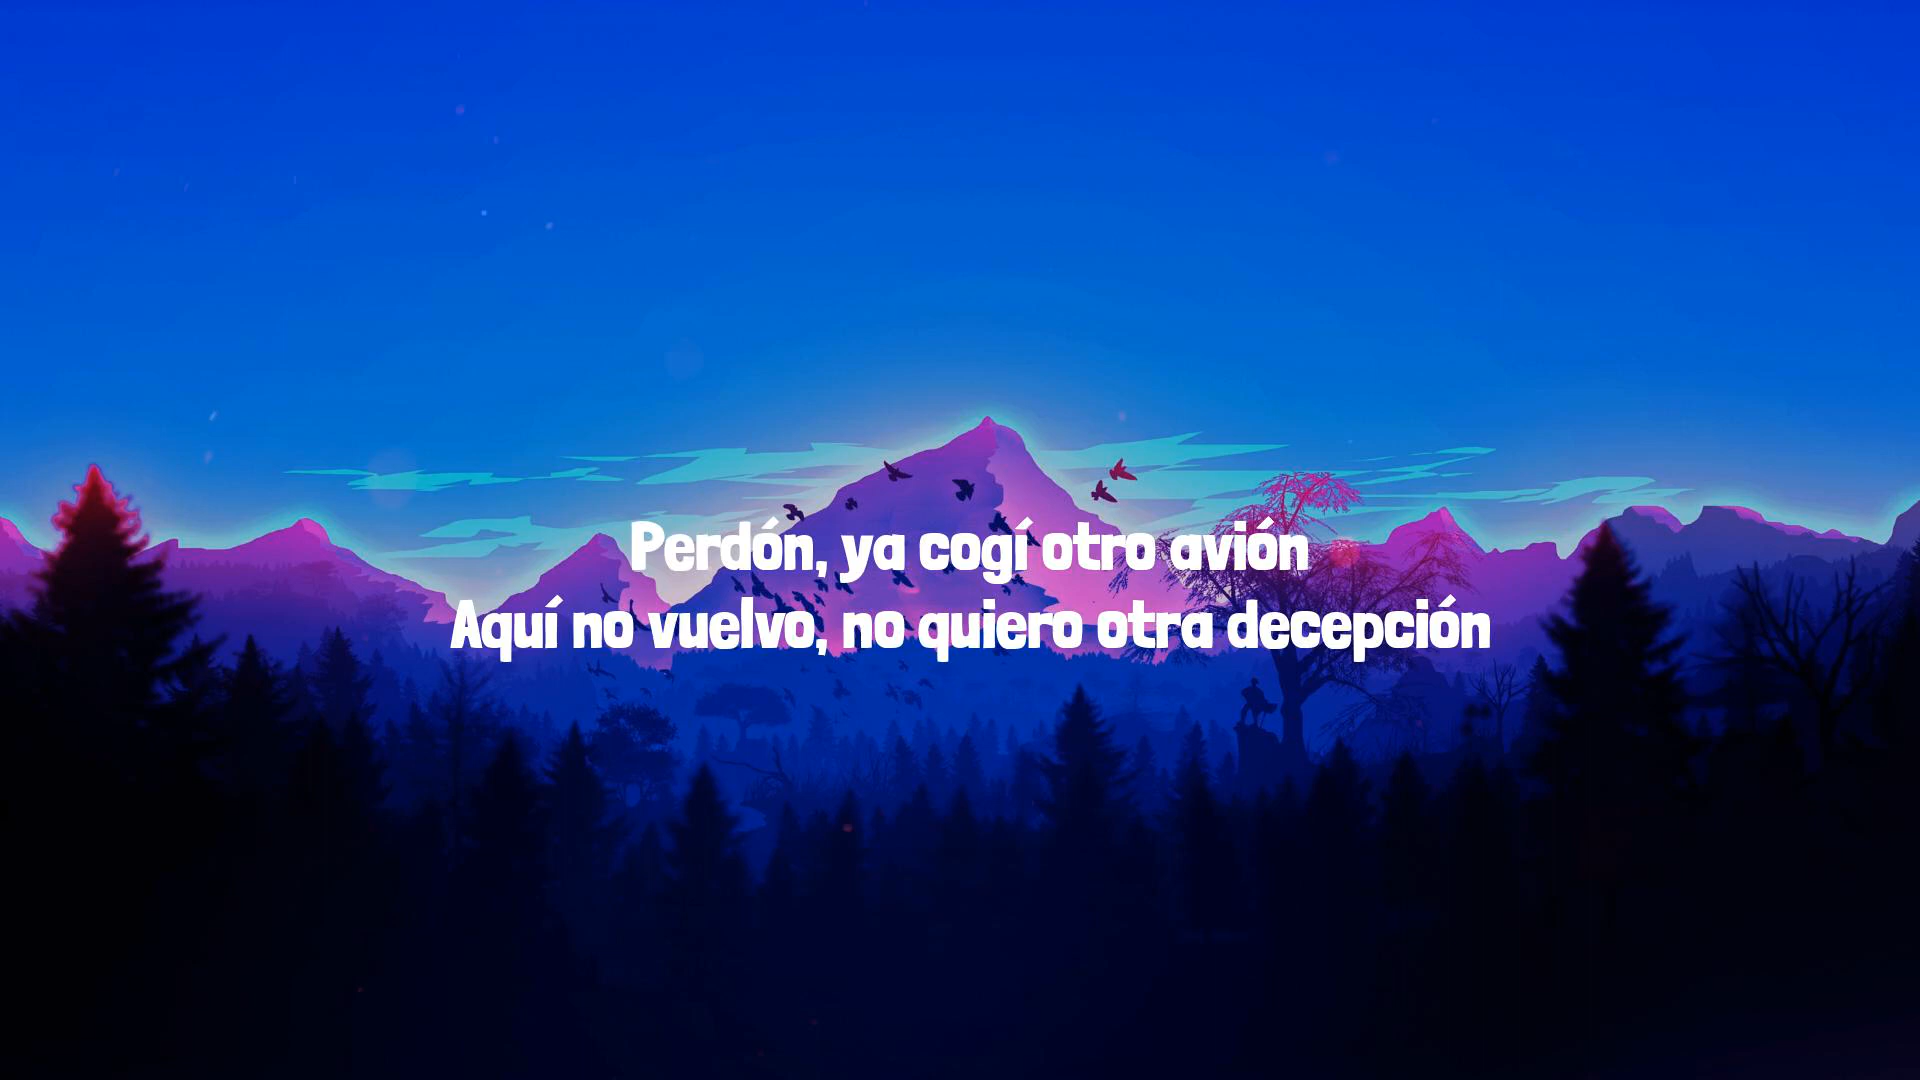 Perdón, ya cogí otro avión
Aquí no vuelvo, no quiero otra decepción